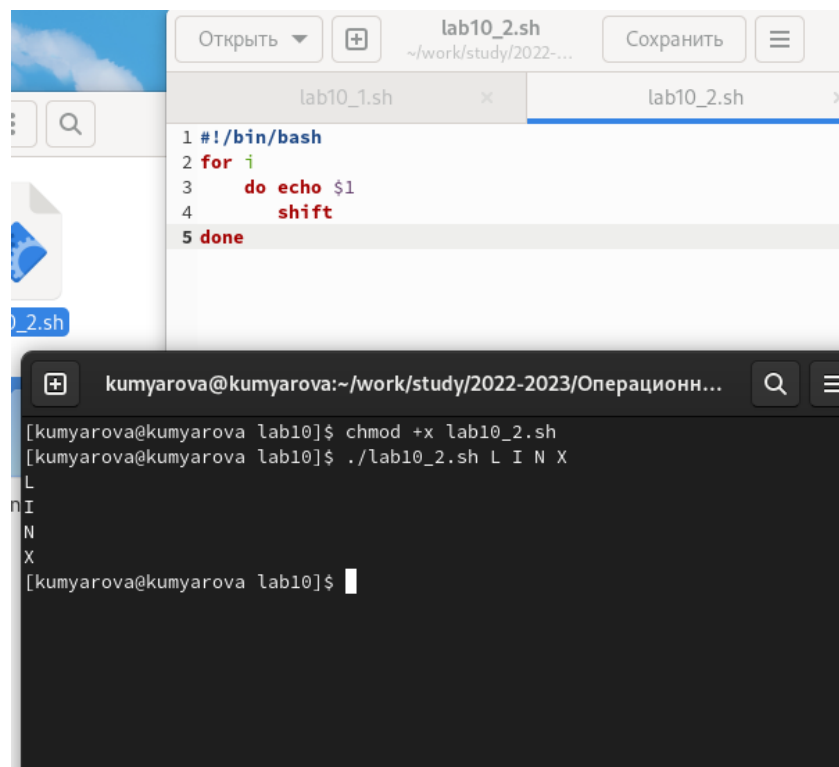 Открыть
lab10_2.sh
~/work/study/2022-...
Сохранить
lab10_1.sh
lab10_2.sh
1 #!/bin/bash
2 for i
3     do echo $1
4        shift
5 done
_2.sh
kumyarova@kumyarova:~/work/study/2022-2023/Операционн...
[kumyarova@kumyarova lab10]$ chmod +x lab10_2.sh
[kumyarova@kumyarova lab10]$ ./lab10_2.sh L I N X
L
I
N
X
[kumyarova@kumyarova lab10]$